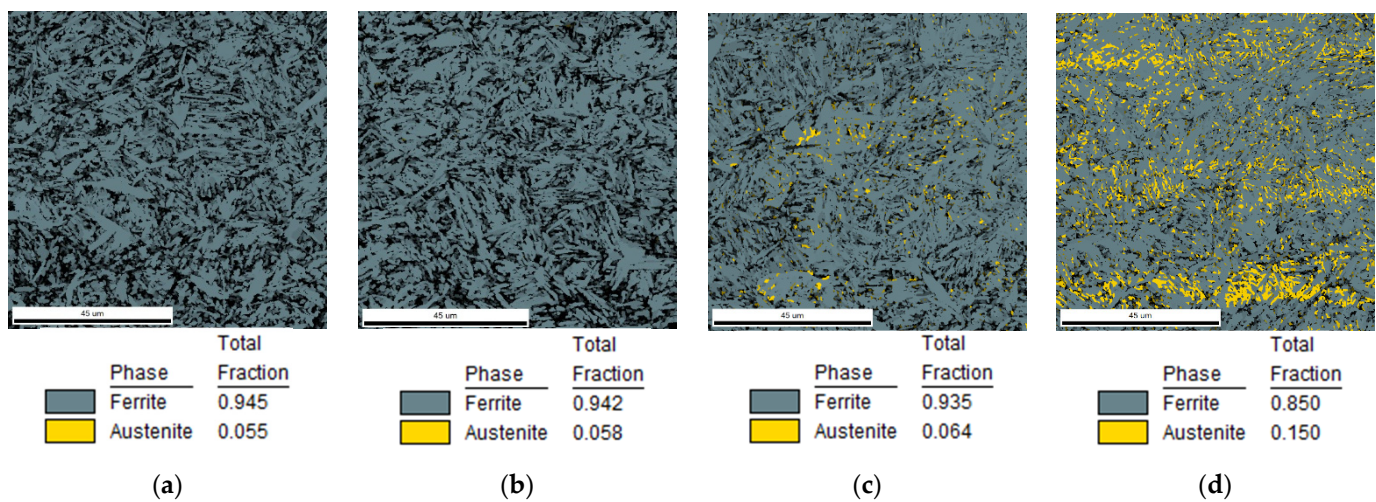 45 um
45 um
45 um
45 um
Total
Phase Fraction
Ferrite 0.945
Austenite 0.055
Total
Phase Fraction
Ferrite 0.942
Austenite 0.058
Total
Phase Fraction
Ferrite 0.935
Austenite 0.064
Total
Phase Fraction
Ferrite 0.850
Austenite 0.150
(a)
(b)
(c)
(d)